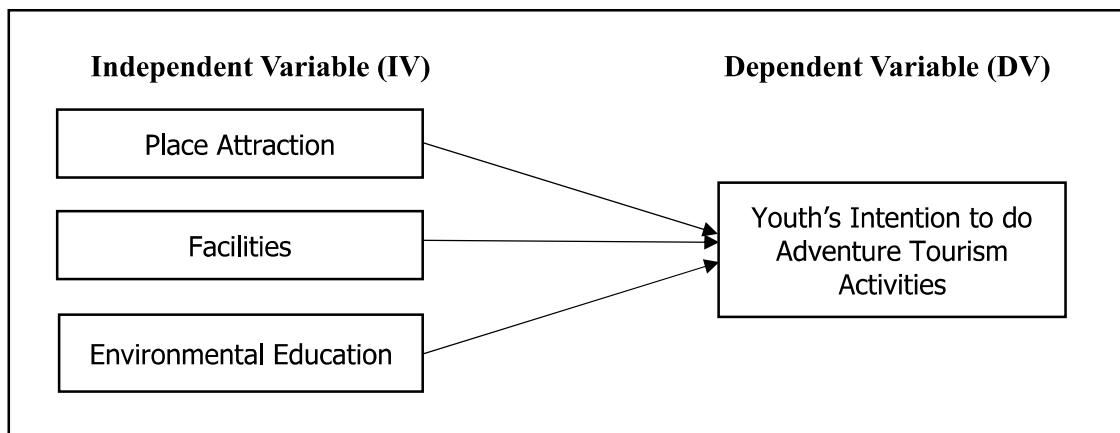 Independent Variable (IV)
Dependent Variable (DV)
Place Attraction
Facilities
Environmental Education
Youth’s Intention to do
Adventure Tourism
Activities